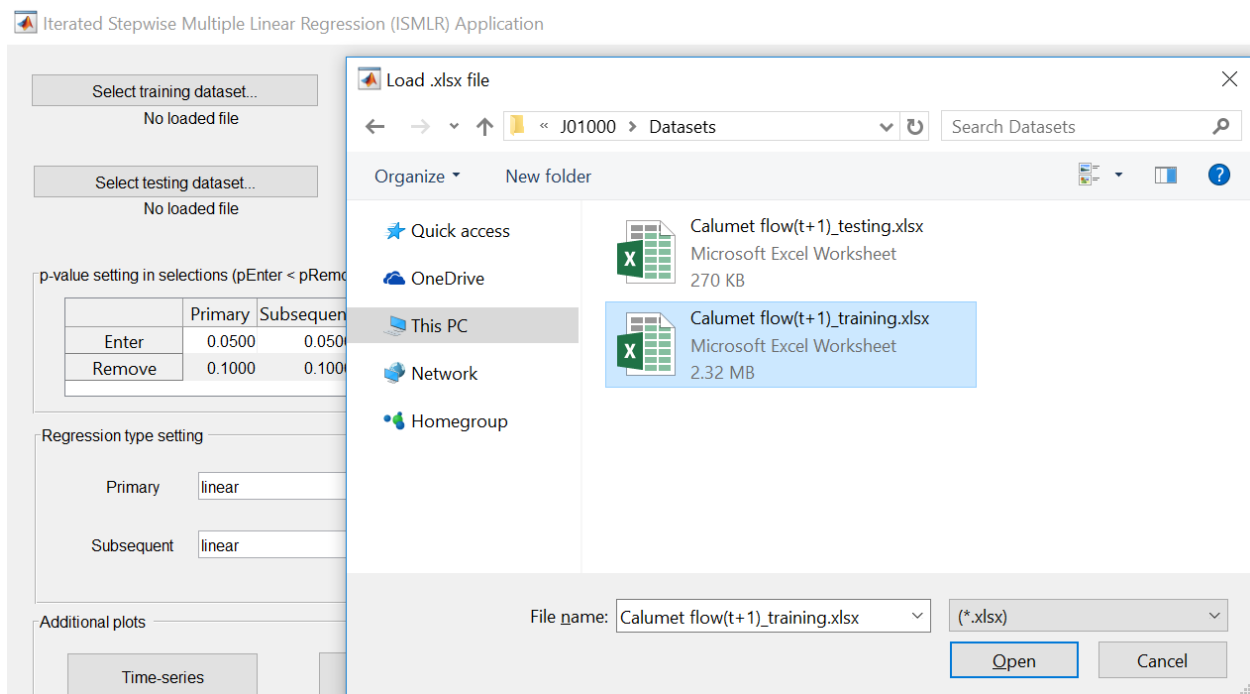 Iterated Stepwise Multiple Linear Regression (ISMLR) Application
Select training dataset...
No loaded file
Select testing dataset...
No loaded file
p-value setting in selections (pEnter < pRemo
Primary Subsequen
Enter 0.0500 0.050
Remove 0.1000 0.100
Regression type setting
Primary linear
Subsequent linear
Additional plots
Time-series
Load .xlsx file
« J01000 > Datasets
Search Datasets
Organize
New folder
Quick access
OneDrive
This PC
Network
Homegroup
Calumet flow(t+1)_testing.xlsx
Microsoft Excel Worksheet
270 KB
Calumet flow(t+1)_training.xlsx
Microsoft Excel Worksheet
2.32 MB
File name: Calumet flow(t+1)_training.xlsx
(*.xlsx)
Open
Cancel